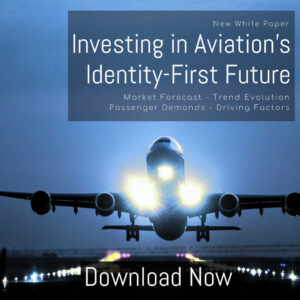 New White Paper
Investing in Aviation's
Identity-First Future
Market Forecast - Trend Evolution
Passenger Demands - Driving Factors
Download Now